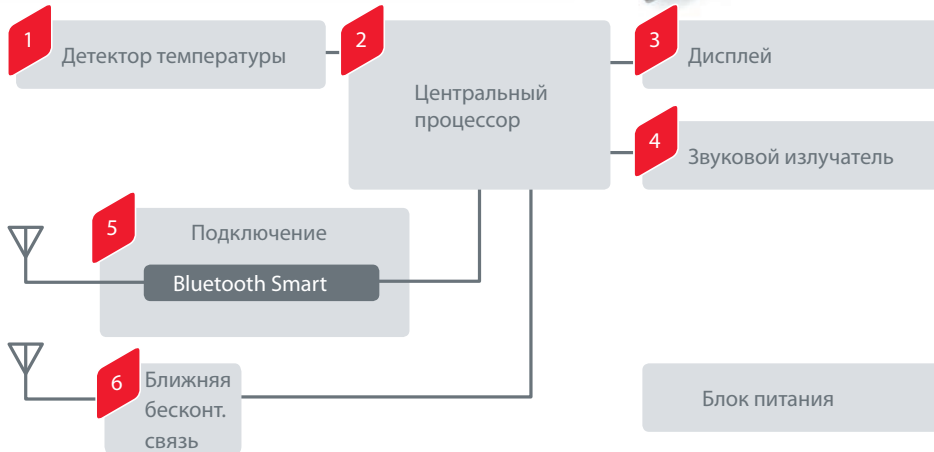 1
Детектор температуры
2
Центральный
процессор
3
Дисплей
4
Звуковой излучатель
5
Подключение
Bluetooth Smart
6
Ближняя
бесконт.
связь
Блок питания